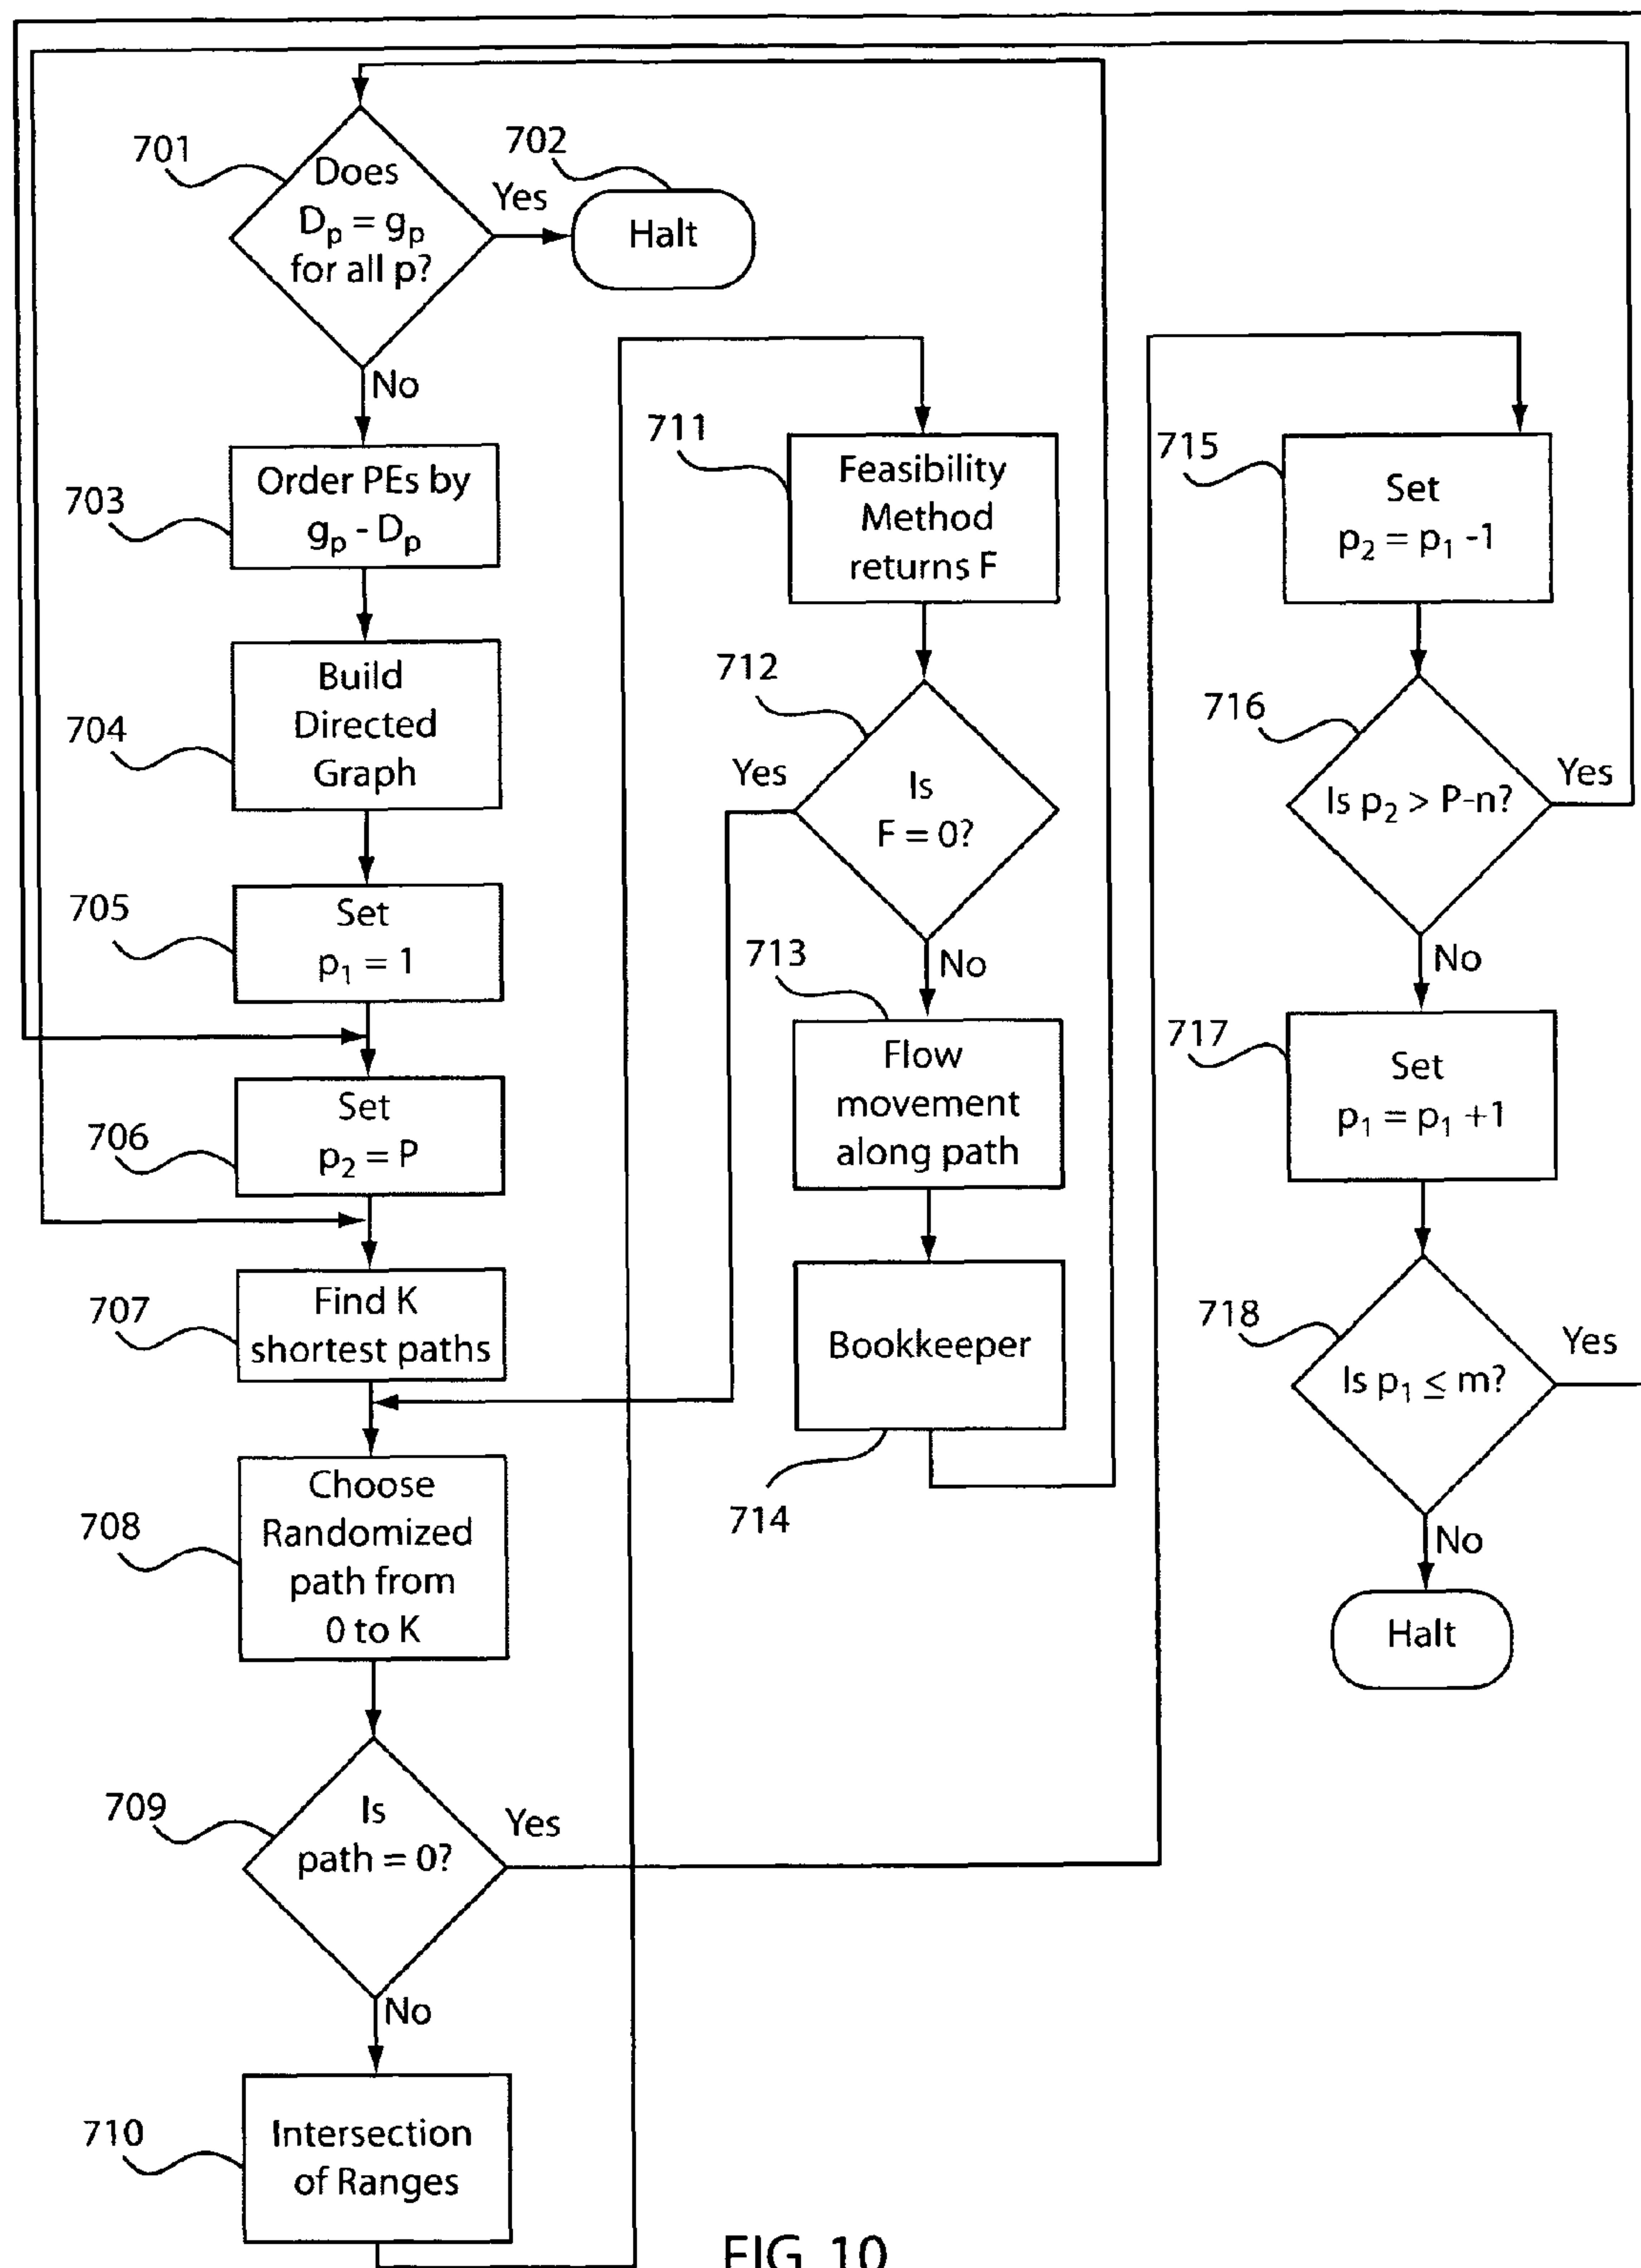 701
Does
Dp = gp
for all p?
Yes
702
Halt
No
703
Order PEs by
gp - Dp
704
Build
Directed
Graph
705
Set
p1 = 1
706
Set
p2 = P
707
Find K
shortest paths
708
Choose
Randomized
path from
0 to K
709
Is
path = 0?
Yes
No
710
Intersection
of Ranges
711
Feasibility
Method
returns F
712
Is
F = 0?
Yes
No
713
Flow
movement
along path
Bookkeeper
714
715
Set
p2 = p1 -1
716
Is p2 > P-n?
Yes
No
717
Set
p1 = p1 +1
718
Is p1 ≤ m?
Yes
No
Halt
FIG. 10